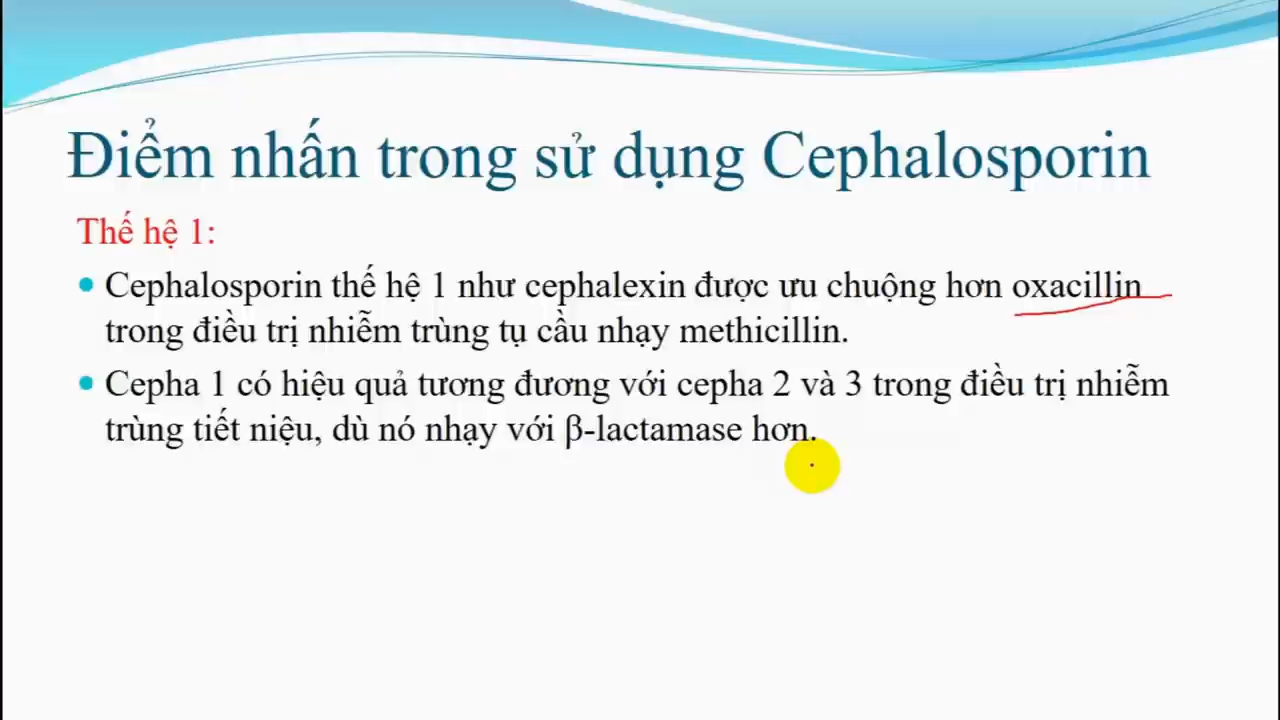 Điểm nhấn trong sử dụng Cephalosporin
Thế hệ 1:
• Cephalosporin thế hệ 1 như cephalexin được ưu chuộng hơn oxacillin
trong điều trị nhiễm trùng tụ cầu nhạy methicillin.
• Cepha 1 có hiệu quả tương đương với cepha 2 và 3 trong điều trị nhiễm
trùng tiết niệu, dù nó nhạy với β-lactamase hơn.